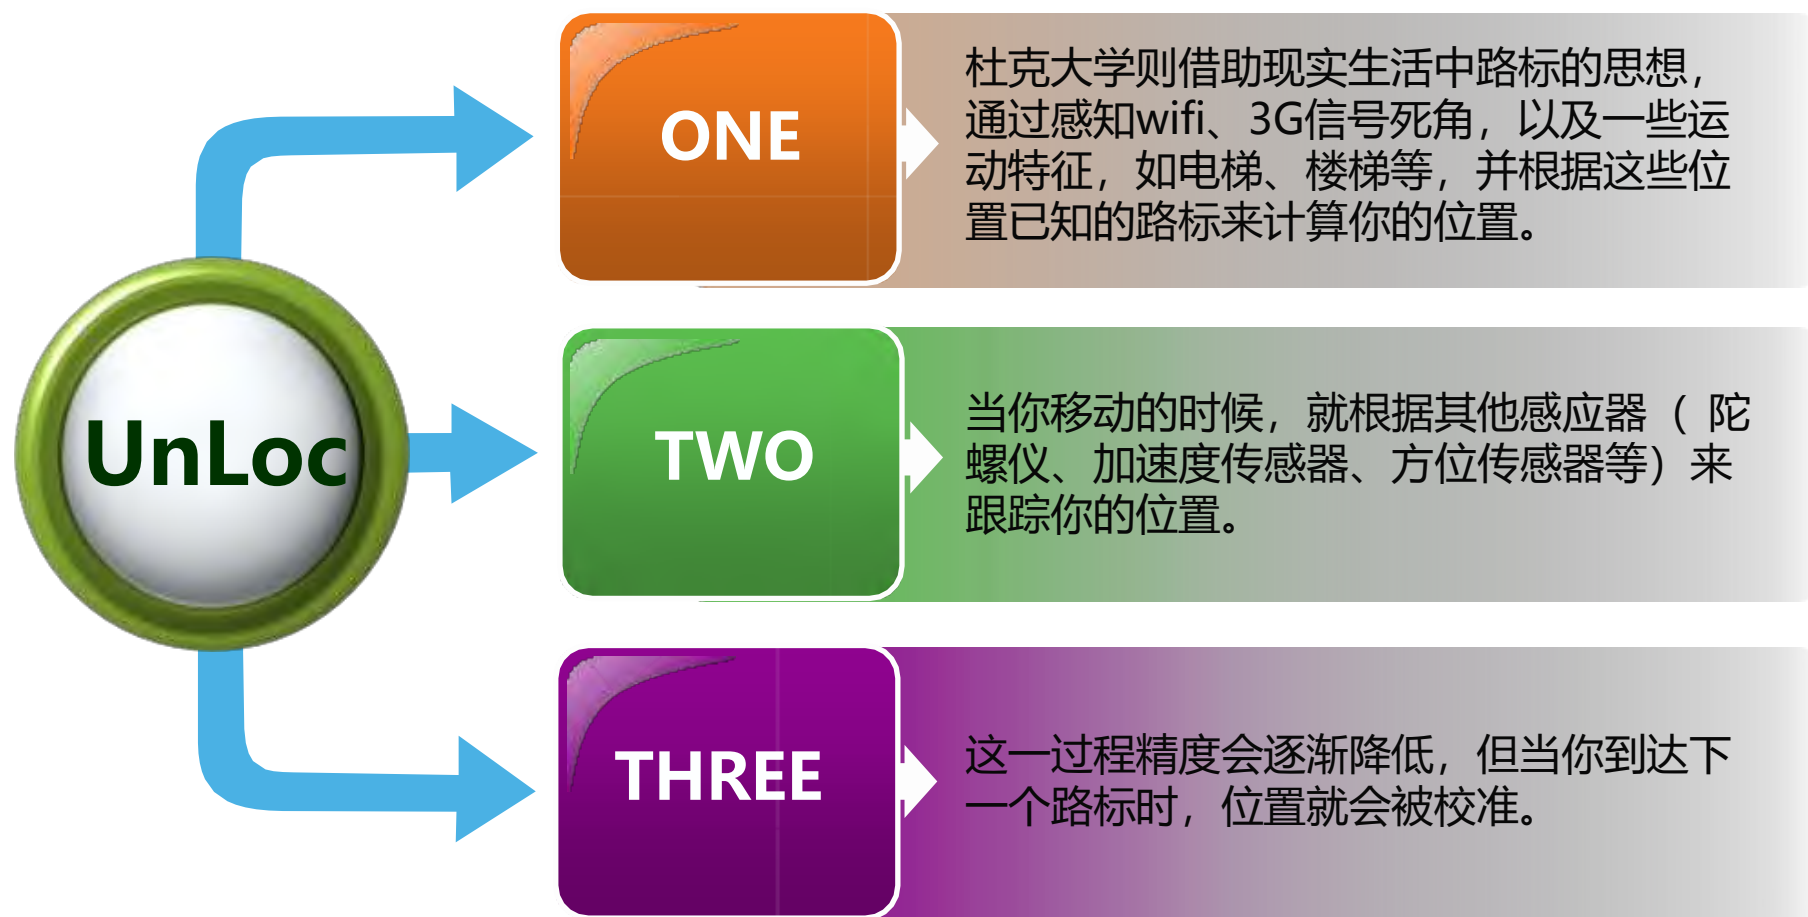 UnLoc
ONE
杜克大学则借助现实生活中路标的思想，
通过感知wifi、3G信号死角，以及一些运
动特征，如电梯、楼梯等，并根据这些位
置已知的路标来计算你的位置。
TWO
当你移动的时候，就根据其他感应器（ 陀
螺仪、加速度传感器、方位传感器等）来
跟踪你的位置。
THREE
这一过程精度会逐渐降低，但当你到达下
一个路标时，位置就会被校准。